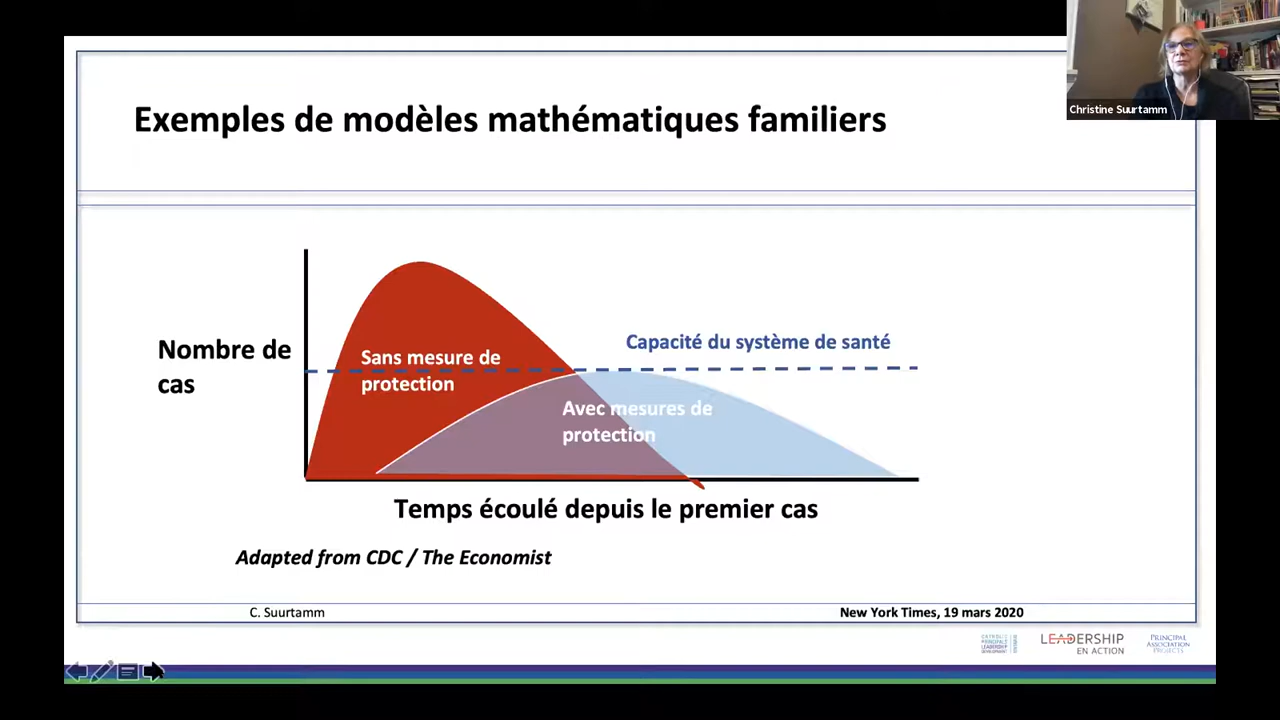 Exemples de modèles mathématiques familiers
Christine Suurtamm
Capacité du système de santé
Nombre de
cas
Sans mesure de
protection
Avec mesures de
protection
Temps écoulé depuis le premier cas
Adapted from CDC / The Economist
C. Suurtamm
New York Times, 19 mars 2020
LEADERSHIP
EN ACTION
PRINCIPAL
ASSOCIATION
PROJECTS